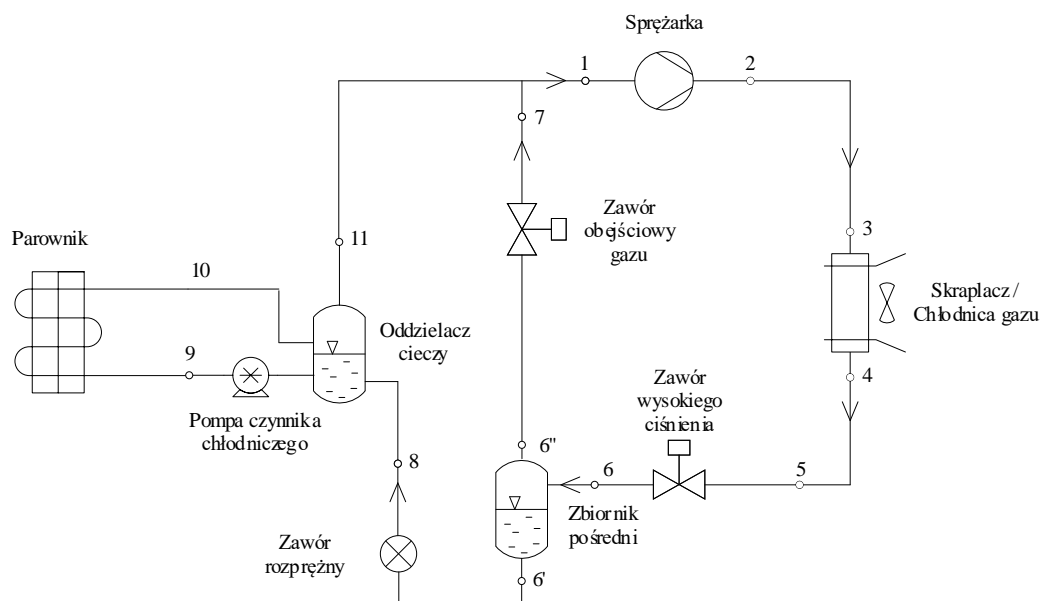 Sprężarka
1
2
7
Zawór
obejściowy
gazu
3
Parownik
11
10
Skraplacz /
Chłodnica gazu
Oddzielacz
cieczy
9
4
Zawór
wysokiego
ciśnienia
Pompa czynnika
chłodniczego
6"
8
6
5
Zbiornik
pośredni
Zawór
rozprężny
6'